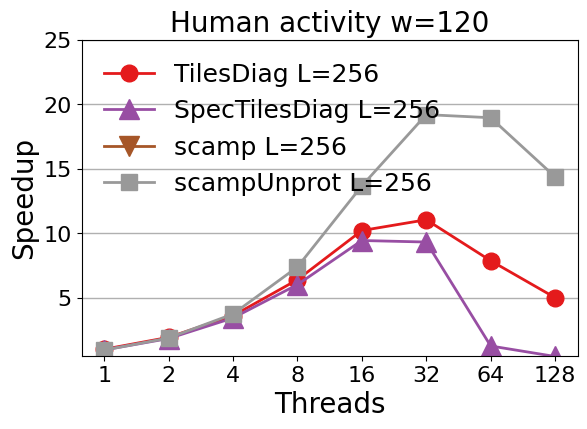 Human activity w=120
25
20
15
10
5
Speedup
TilesDiag L=256
SpecTilesDiag L=256
scamp L=256
scampUnprot L=256
1 2 4 8 16 32 64 128
Threads